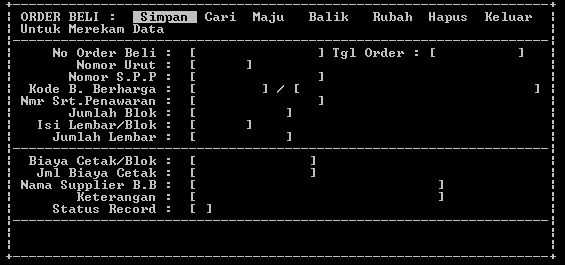 ORDER BELI :  Simpan  Cari  Maju  Balik  Rubah  Hapus  Keluar
Untuk Merekam Data
No Order Beli : [ ] Tgl Order : [ ]
Nomor Urut : [ ]
Nomor S.P.P : [ ]
Kode B. Berharga : [ ] / [ ]
Nmr Srt.Penawaran : [ ]
Jumlah Blok : [ ]
Isi Lembar/Blok : [ ]
Jumlah Lembar : [ ]
Biaya Cetak/Blok : [ ]
Jml Biaya Cetak : [ ]
Nama Supplier B.B : [ ]
Keterangan : [ ]
Status Record : [ ]